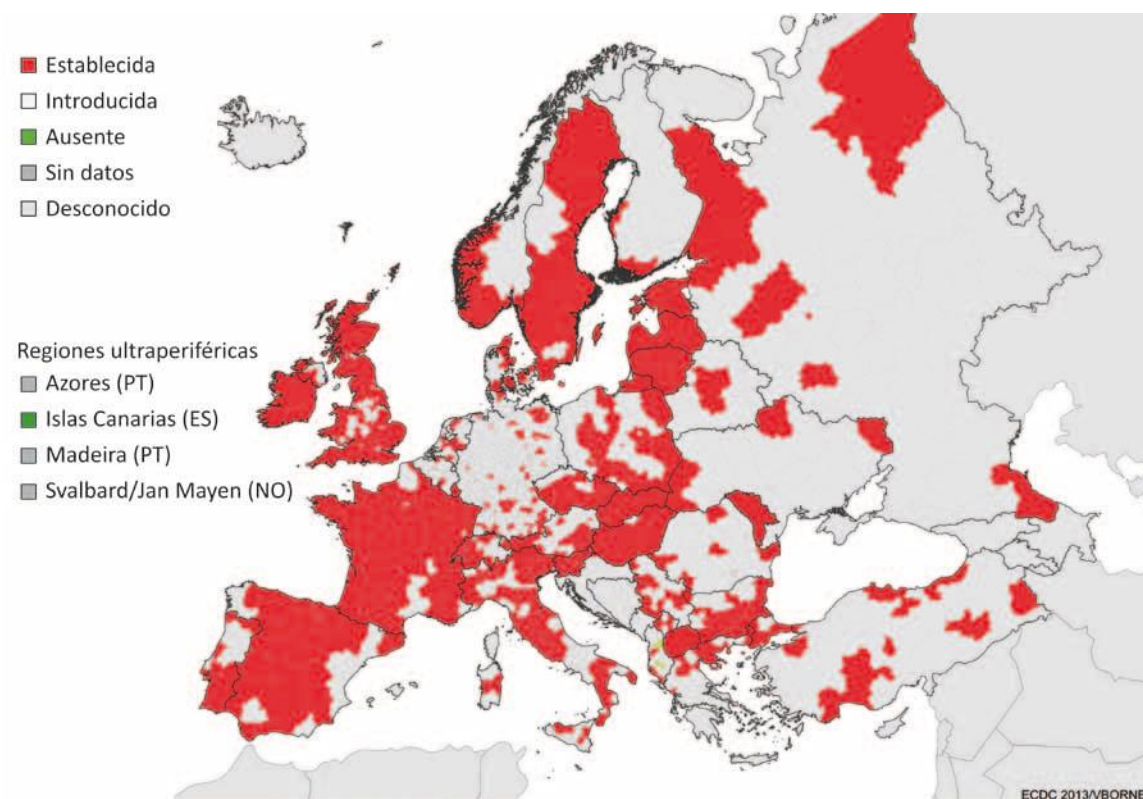 Establecida
Introducida
Ausente
Sin datos
Desconocido
Regiones ultraperiféricas
Azores (PT)
Islas Canarias (ES)
Madeira (PT)
Svalbard/Jan Mayen (NO)
ECDC 2013/VBORNE